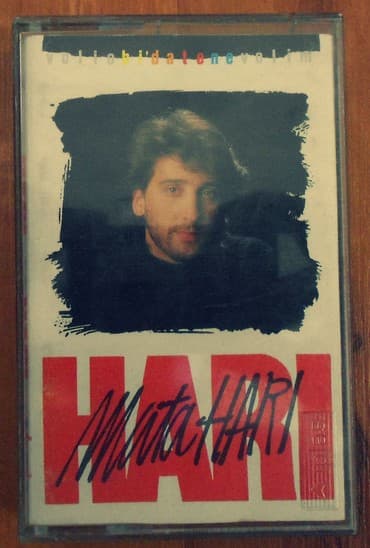 volio bi' da te ne volim
HARI
Mata HARI